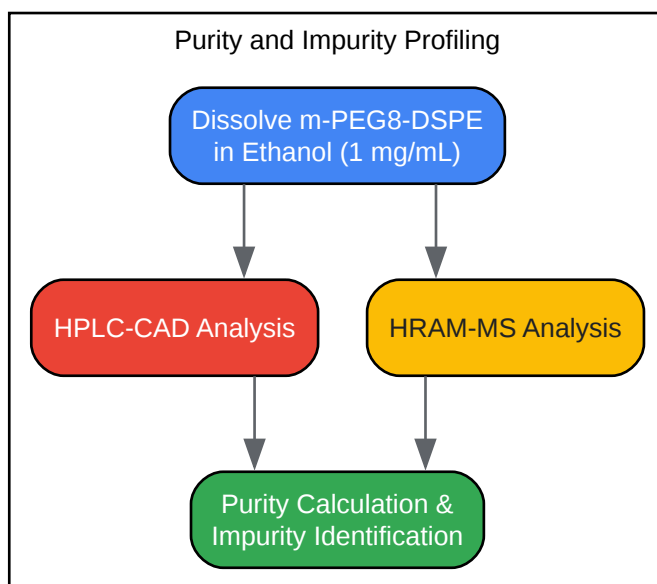 Purity and Impurity Profiling
Dissolve m-PEG8-DSPE
in Ethanol (1 mg/mL)
HPLC-CAD Analysis
HRAM-MS Analysis
Purity Calculation &
Impurity Identification